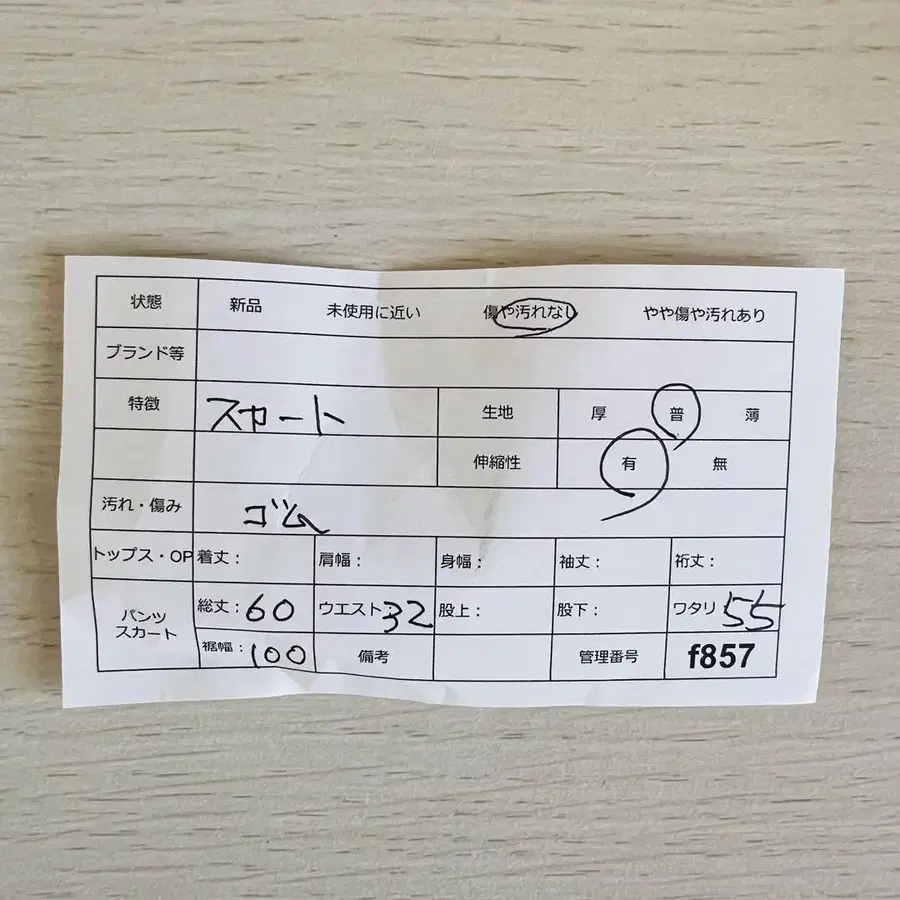 状態 新品 未使用に近い 傷や汚れなし やや傷や汚れあり
ブランド等
特徴 スカート 生地 厚 普 薄
伸縮性 有 無
汚れ・傷み ゴム
トップス・OP 着丈： 肩幅： 身幅： 袖丈： 裄丈：
パンツ 総丈：60 ウエスト：32 股上： 股下： ワタリ 55
スカート 裾幅：100 備考 管理番号 f857